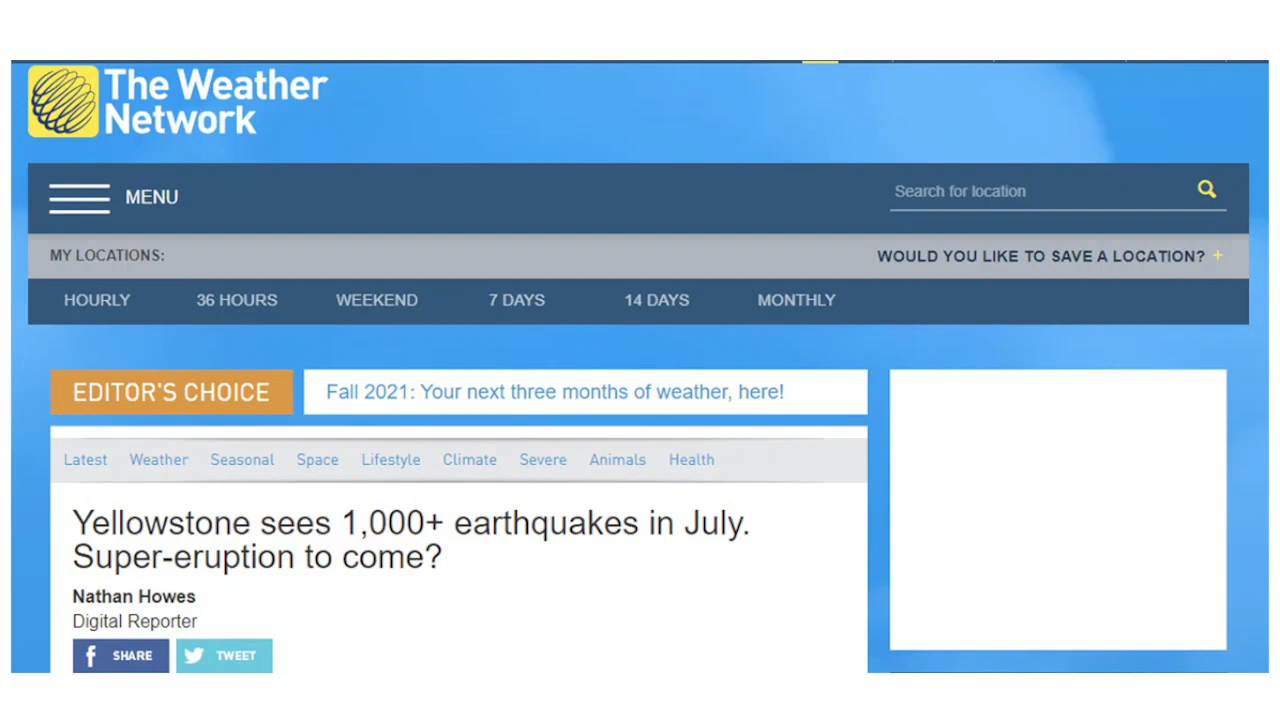 The Weather
Network
MENU
Search for location
MY LOCATIONS:
WOULD YOU LIKE TO SAVE A LOCATION? +
HOURLY 36 HOURS WEEKEND 7 DAYS 14 DAYS MONTHLY
EDITOR'S CHOICE
Fall 2021: Your next three months of weather, here!
Latest Weather Seasonal Space Lifestyle Climate Severe Animals Health
Yellowstone sees 1,000+ earthquakes in July.
Super-eruption to come?
Nathan Howes
Digital Reporter
f SHARE TWEET